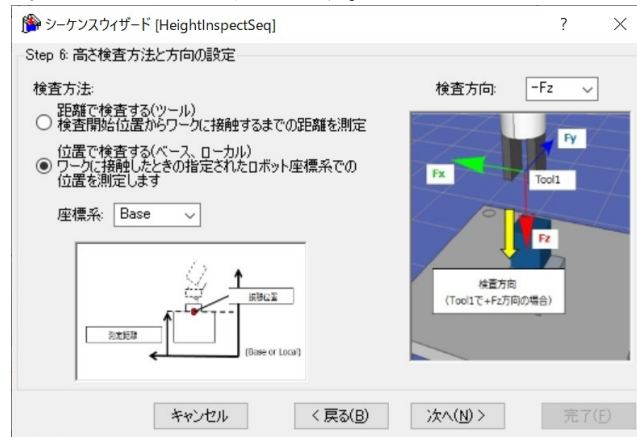 シーケンスウィザード [HeightInspectSeq]
Step 6: 高さ検査方法と方向の設定
検査方法:
距離で検査する(ツール)
検査開始位置からワークに接触するまでの距離を測定
位置で検査する(ベース、ローカル)
ワークに接触したときの指定されたロボット座標系での
位置を測定します
座標系: Base
接触位置
測定距離
(Base or Local)
検査方向: -Fz
Fy
Fx
Tool1
Fz
検査方向
(Tool1で+Fz方向の場合)
キャンセル
< 戻る(B)
次へ(N) >
完了(F)